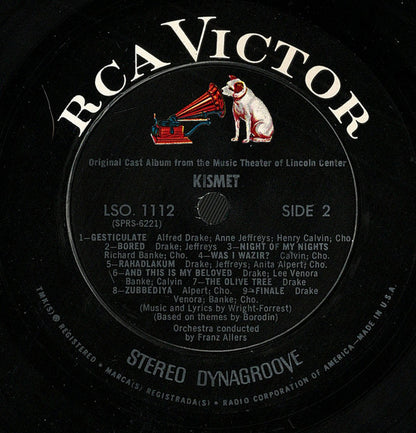 RCA VICTOR
Original Cast Album from the Music Theater of Lincoln Center
KISMET
LSO. 1112 SIDE 2
(SPRS-6221)
1—GESTICULATE Alfred Drake; Anne Jeffreys; Henry Calvin; Cho.
2—BORED Drake; Jeffreys 3—NIGHT OF MY NIGHTS
Richard Banke; Cho. 4—WAS I WAZIR? Calvin; Cho.
5—RAHADLAKUM Drake; Jeffreys; Anita Alpert; Cho.
6—AND THIS IS MY BELOVED Drake; Lee Venora
Banke; Calvin 7—THE OLIVE TREE Drake
8—ZUBBEDIYA Alpert; Cho. 9—FINALE Drake
Venora; Banke; Cho.
(Music and Lyrics by Wright-Forrest)
(Based on themes by Borodin)
Orchestra conducted
by Franz Allers
STEREO DYNAGROOVE
TMK(S) ® REGISTERED • MARCA(S) REGISTRADA(S) • RADIO CORPORATION OF AMERICA—MADE IN U.S.A.